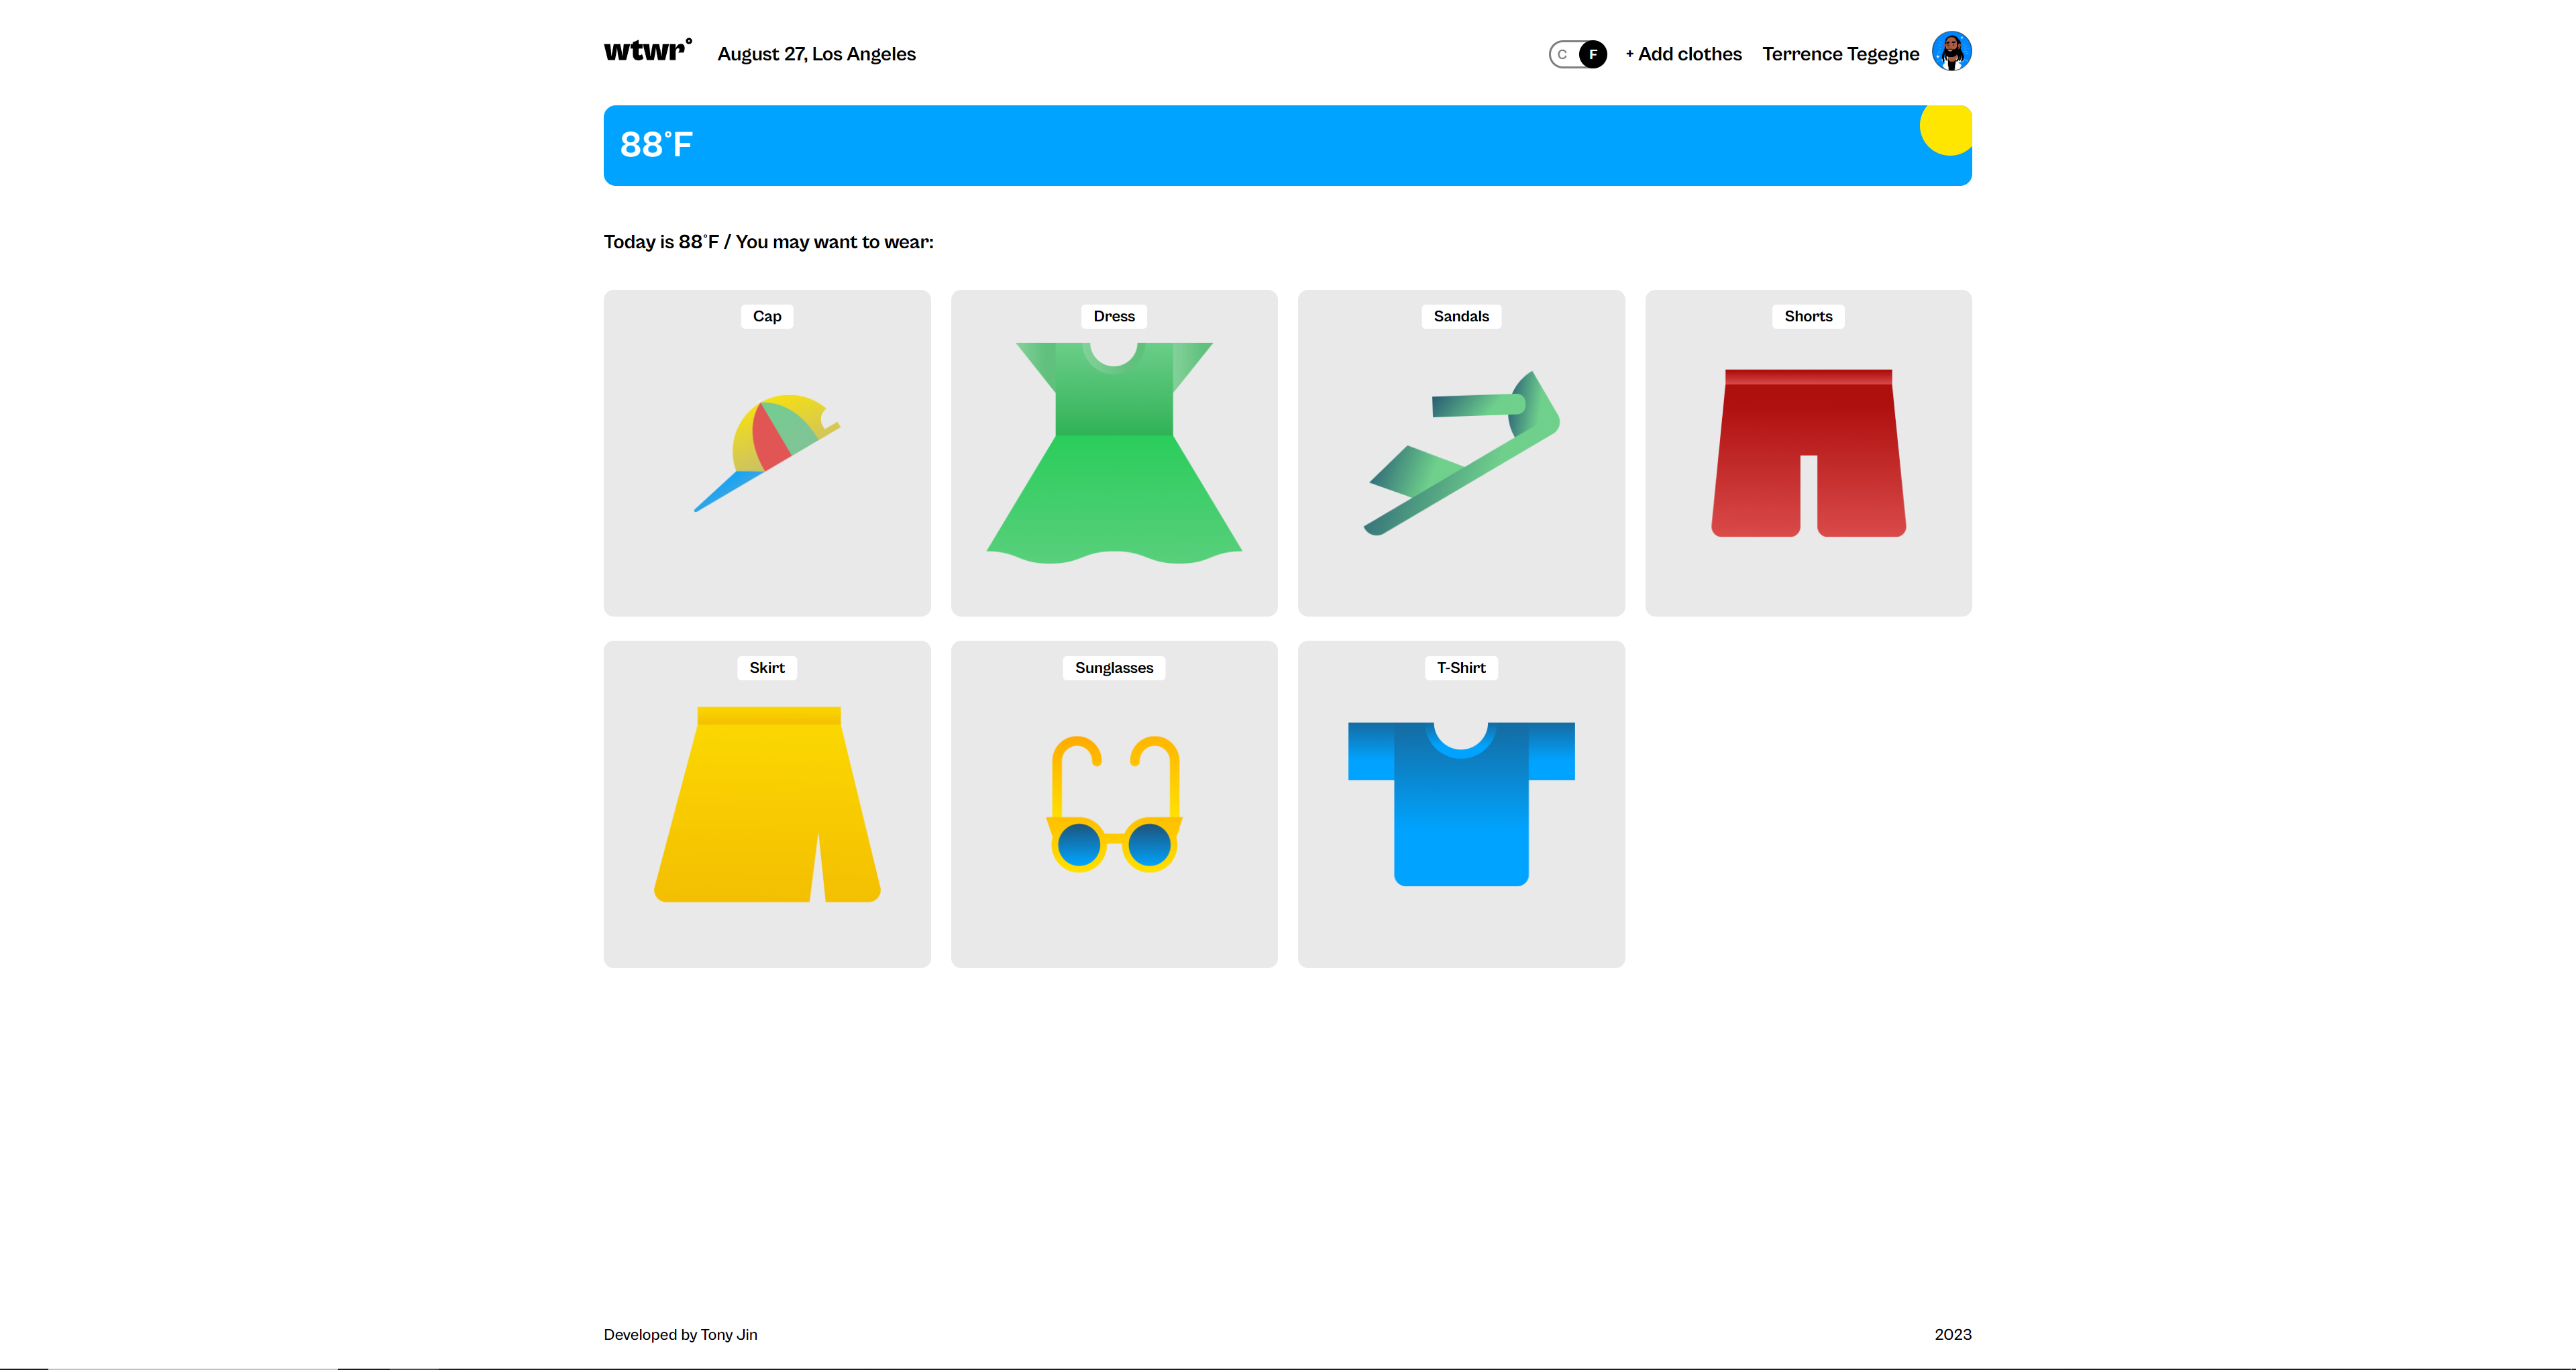 wtwr°
August 27, Los Angeles
C F
+ Add clothes
Terrence Tegegne
88°F
Today is 88°F / You may want to wear:
Cap
Dress
Sandals
Shorts
Skirt
Sunglasses
T-Shirt
Developed by Tony Jin
2023